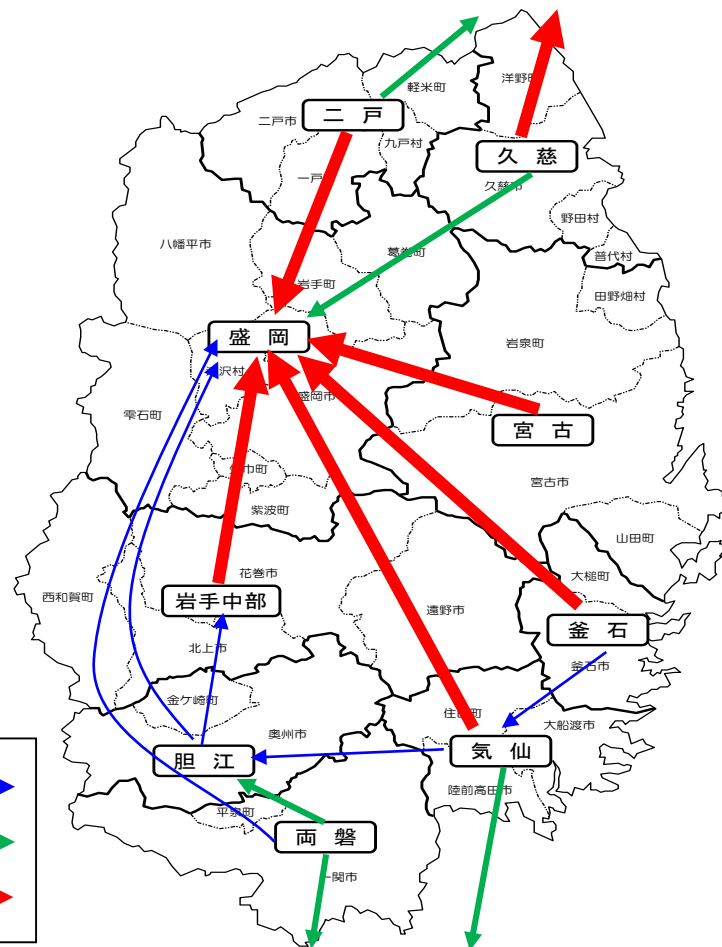 洋野町
軽米町
二戸
二戸市
九戸村
久慈
一戸
久慈市
野田村
八幡平市
葛巻町
普代村
岩手町
田野畑村
盛岡
岩泉町
沢村
盛岡市
雫石町
宮古
巾町
宮古市
紫波町
山田町
花巻市
大槌町
西和賀町
岩手中部
遠野市
釜石
北上市
釜石市
金ケ崎町
住田町
大船渡市
奥州市
胆江
気仙
陸前高田市
平泉町
両磐
一関市